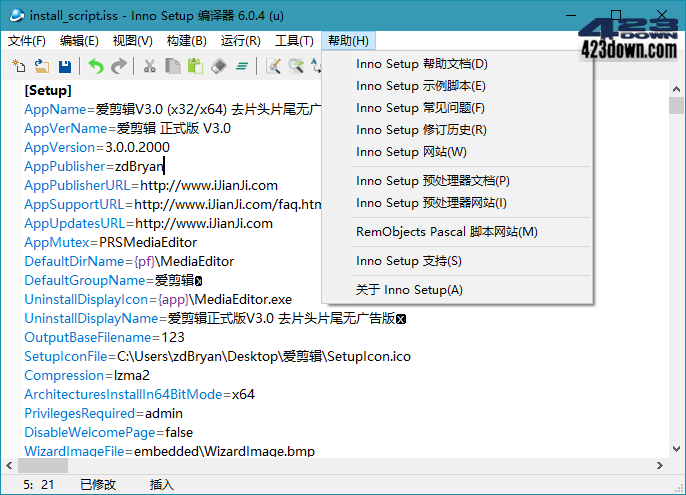 install_script.iss - Inno Setup 编译器 6.0.4 (u)
423DOWN
423down.com
文件(F) 编辑(E) 视图(V) 构建(B) 运行(R) 工具(T) 帮助(H)
Inno Setup 帮助文档(D)
Inno Setup 示例脚本(E)
Inno Setup 常见问题(F)
Inno Setup 修订历史(R)
Inno Setup 网站(W)
Inno Setup 预处理器文档(P)
Inno Setup 预处理器网站(I)
RemObjects Pascal 脚本网站(M)
Inno Setup 支持(S)
关于 Inno Setup(A)
[Setup]
AppName=爱剪辑V3.0 (x32/x64) 去片头片尾无广
AppVerName=爱剪辑 正式版 V3.0
AppVersion=3.0.0.2000
AppPublisher=zdBryan
AppPublisherURL=http://www.iJianJi.com
AppSupportURL=http://www.iJianJi.com/faq.htm
AppUpdatesURL=http://www.iJianJi.com
AppMutex=PRSMediaEditor
DefaultDirName={pf}\MediaEditor
DefaultGroupName=爱剪辑
UninstallDisplayIcon={app}\MediaEditor.exe
UninstallDisplayName=爱剪辑正式版V3.0 去片头片尾无广告版
OutputBaseFilename=123
SetupIconFile=C:\Users\zdBryan\Desktop\爱剪辑\SetupIcon.ico
Compression=lzma2
ArchitecturesInstallIn64BitMode=x64
PrivilegesRequired=admin
DisableWelcomePage=false
WizardImageFile=embedded\WizardImage.bmp
5: 21 已修改 插入